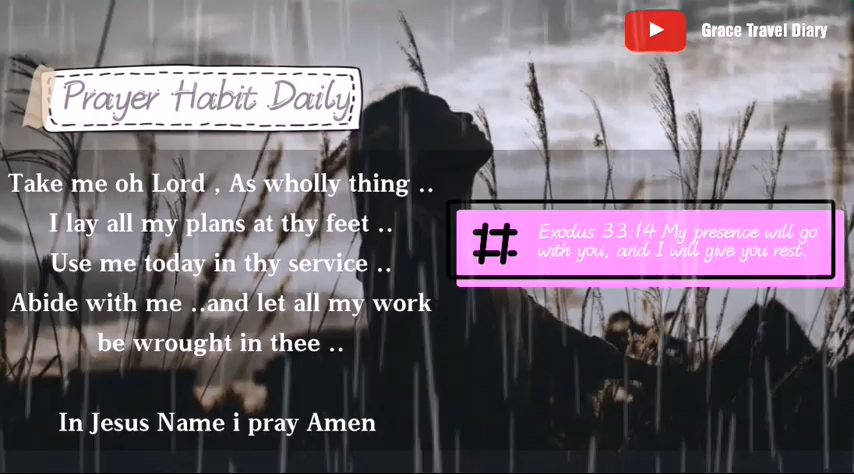 Grace Travel Diary
Prayer Habit Daily
Take me oh Lord , As wholly thing ..
I lay all my plans at thy feet ..
Use me today in thy service ..
Abide with me ..and let all my work
be wrought in thee ..
In Jesus Name i pray Amen
# Exodus 33:14 My presence will go
with you, and I will give you rest.